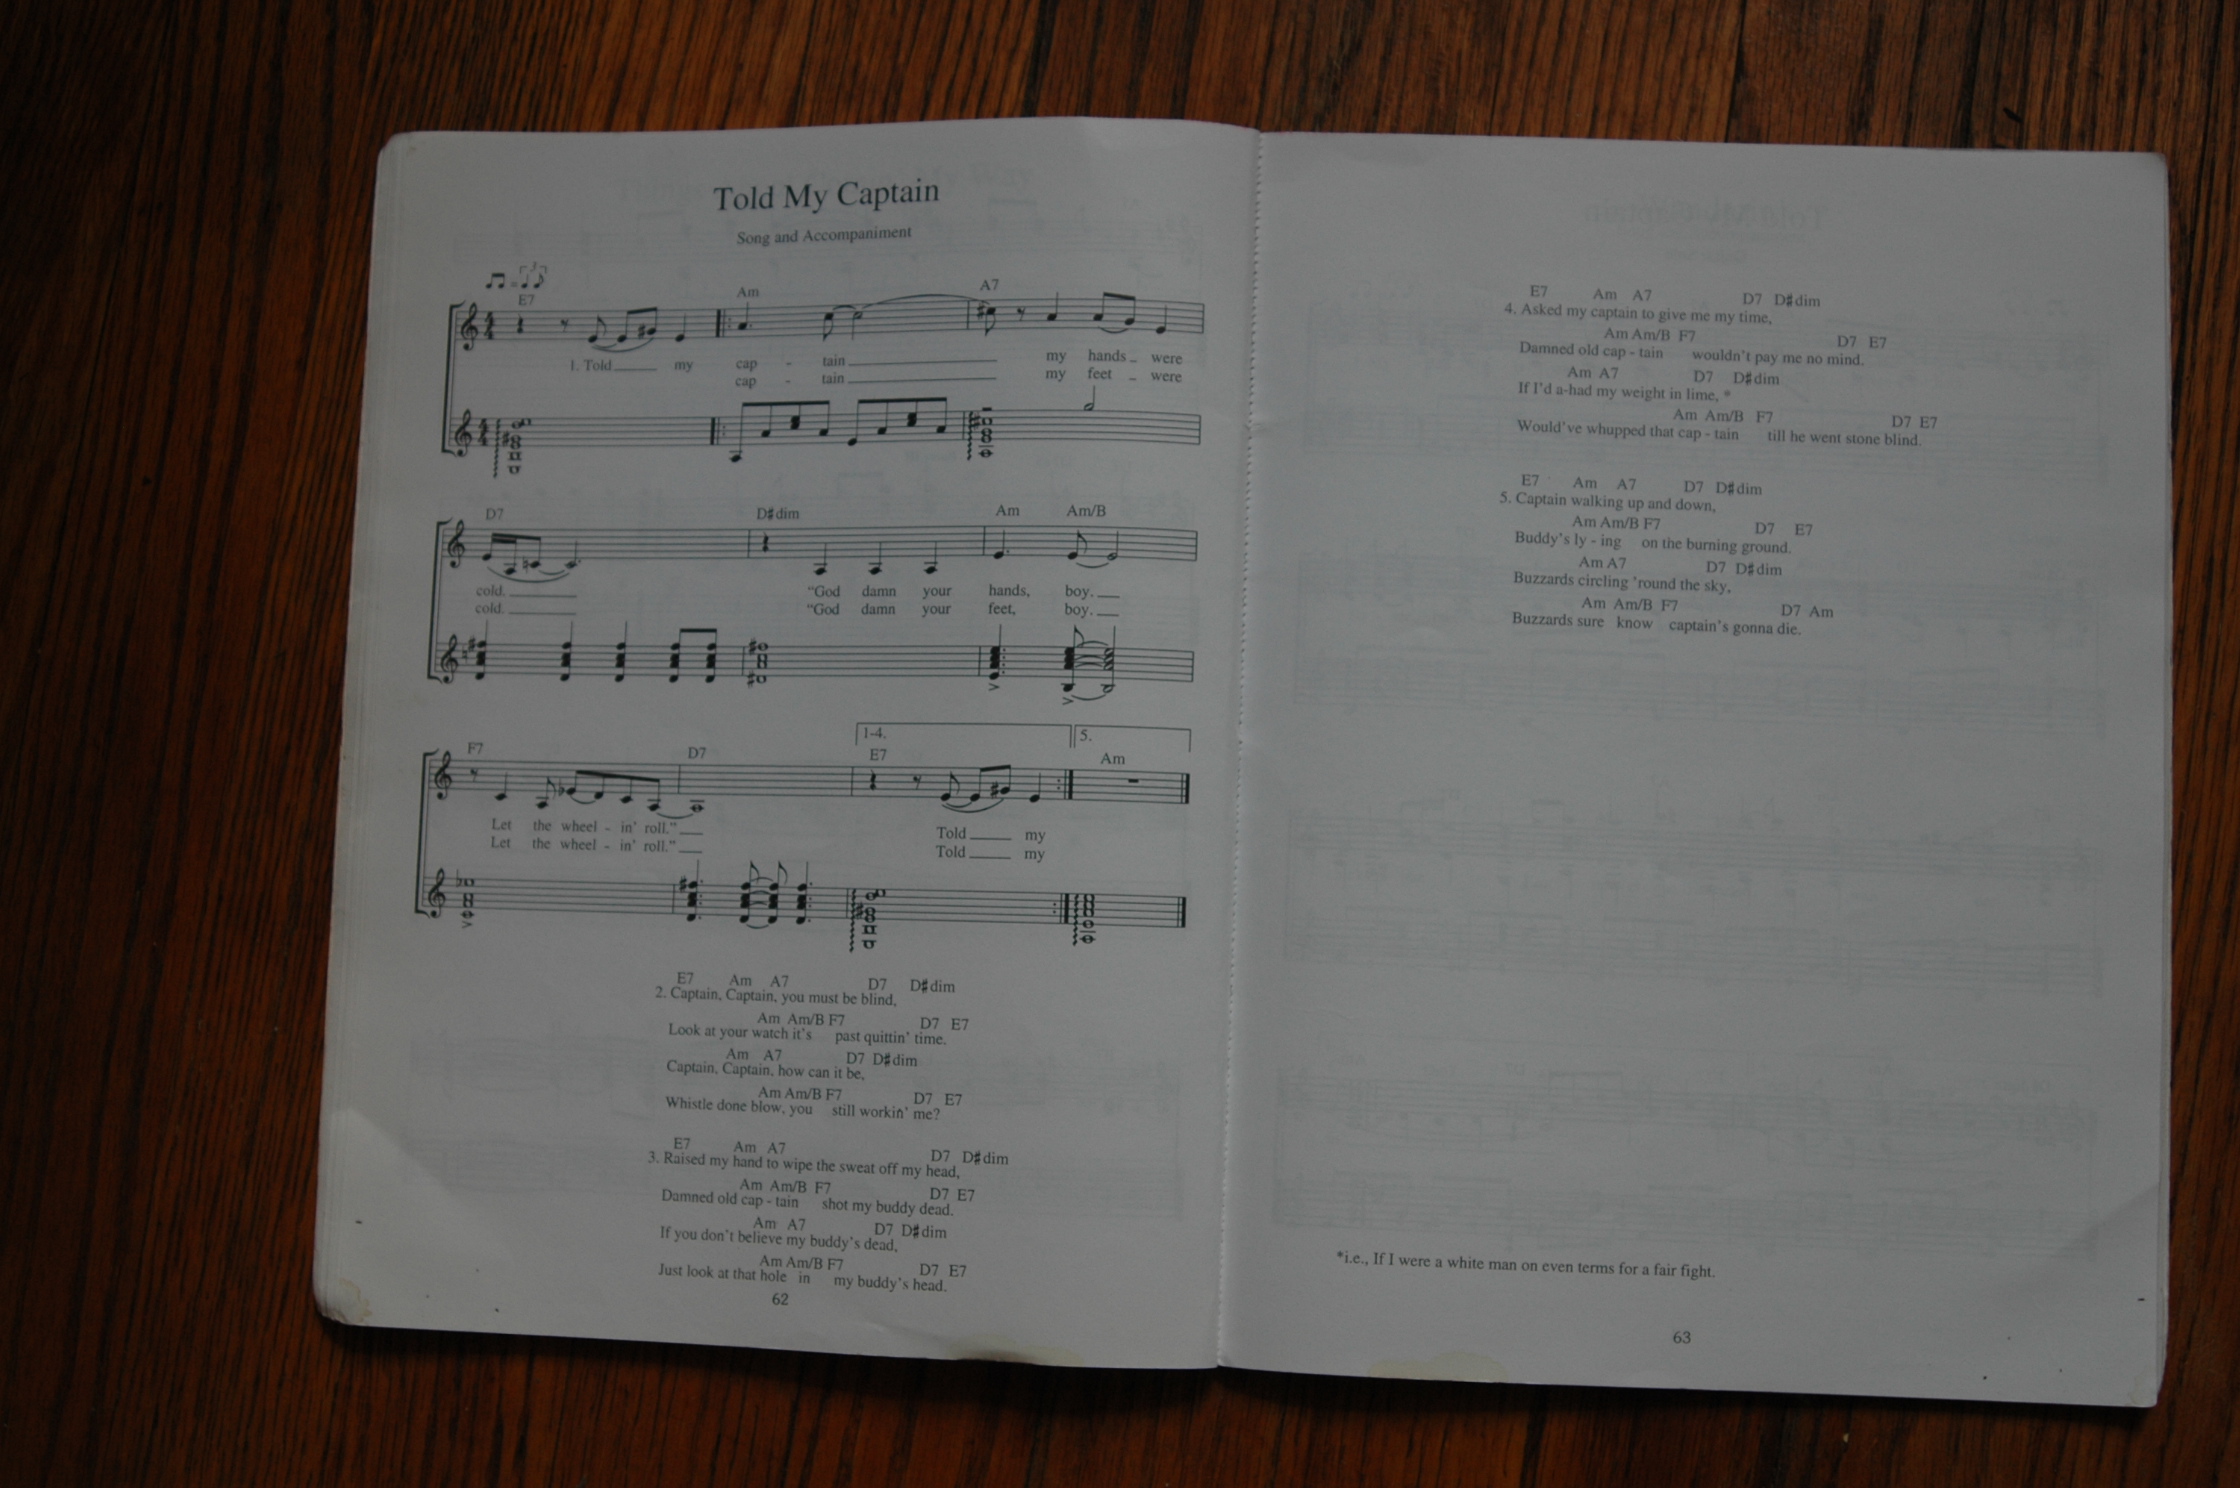 Told My Captain
Song and Accompaniment
E7 Am A7
1. Told my cap - tain my hands were
cap - tain my feet were
D7 D♯dim Am Am/B
cold. "God damn your hands, boy.
cold. "God damn your feet, boy.
1-4. 5.
F7 D7 E7 Am
Let the wheel - in' roll." Told my
Let the wheel - in' roll." Told my
E7 Am A7 D7 D♯dim
2. Captain, Captain, you must be blind,
Am Am/B F7 D7 E7
Look at your watch it's past quittin' time.
Am A7 D7 D♯dim
Captain, Captain, how can it be,
Am Am/B F7 D7 E7
Whistle done blow, you still workin' me?
E7 Am A7 D7 D♯dim
3. Raised my hand to wipe the sweat off my head,
Am Am/B F7 D7 E7
Damned old cap - tain shot my buddy dead.
Am A7 D7 D♯dim
If you don't believe my buddy's dead,
Am Am/B F7 D7 E7
Just look at that hole in my buddy's head.
62
E7 Am A7 D7 D♯dim
4. Asked my captain to give me my time,
Am Am/B F7 D7 E7
Damned old cap - tain wouldn't pay me no mind.
Am A7 D7 D♯dim
If I'd a-had my weight in lime, *
Am Am/B F7 D7 E7
Would've whupped that cap - tain till he went stone blind.
E7 Am A7 D7 D♯dim
5. Captain walking up and down,
Am Am/B F7 D7 E7
Buddy's ly - ing on the burning ground.
Am A7 D7 D♯dim
Buzzards circling 'round the sky,
Am Am/B F7 D7 Am
Buzzards sure know captain's gonna die.
*i.e., If I were a white man on even terms for a fair fight.
63